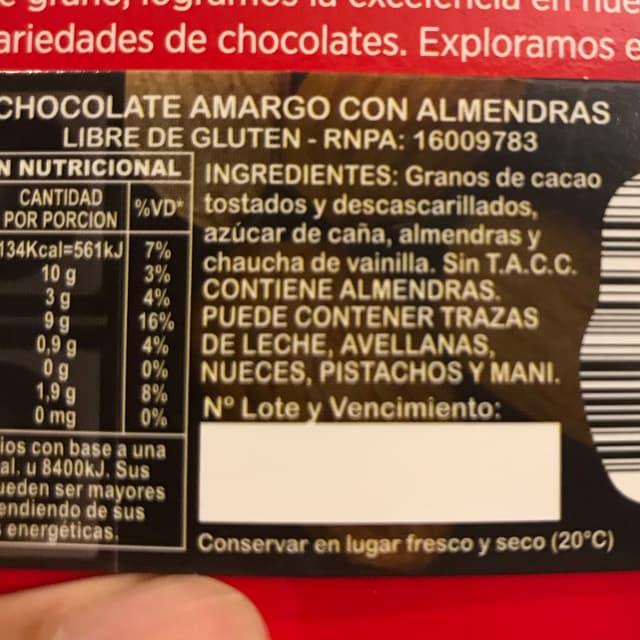 ariedades de chocolates. Exploramos e
CHOCOLATE AMARGO CON ALMENDRAS
LIBRE DE GLUTEN - RNPA: 16009783
N NUTRICIONAL
CANTIDAD
POR PORCION
%VD*
134Kcal=561kJ 7%
10 g 3%
3 g 4%
9 g 16%
0,9 g 4%
0 g 0%
1,9 g 8%
0 mg 0%
ios con base a una
al, u 8400kJ. Sus
ueden ser mayores
endiendo de sus
energéticas.
INGREDIENTES: Granos de cacao
tostados y descascarillados,
azúcar de caña, almendras y
chaucha de vainilla. Sin T.A.C.C.
CONTIENE ALMENDRAS.
PUEDE CONTENER TRAZAS
DE LECHE, AVELLANAS,
NUECES, PISTACHOS Y MANI.
Nº Lote y Vencimiento:
Conservar en lugar fresco y seco (20°C)